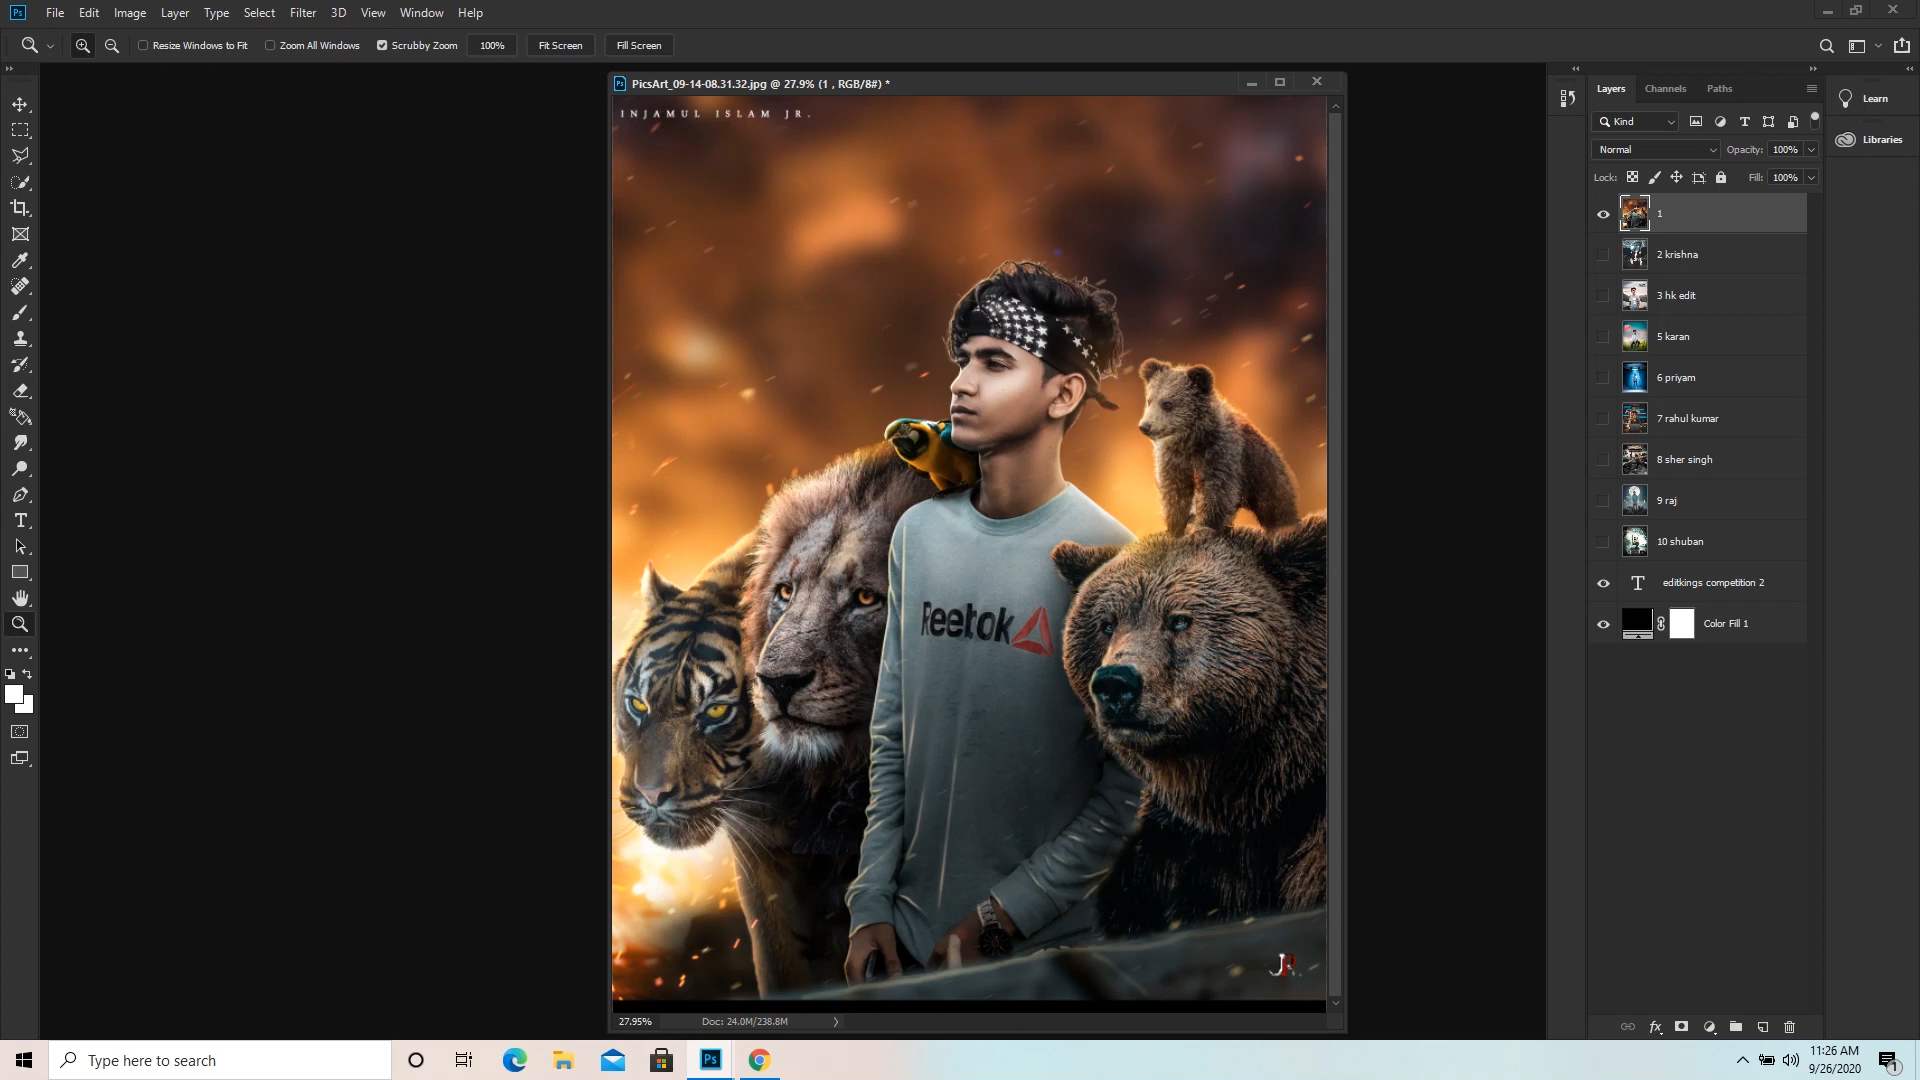 Ps File Edit Image Layer Type Select Filter 3D View Window Help
Resize Windows to Fit Zoom All Windows Scrubby Zoom 100% Fit Screen Fill Screen
Ps PicsArt_09-14-08.31.32.jpg @ 27.9% (1 , RGB/8#) *
INJAMUL ISLAM JR.
Reebok
JR.
27.95% Doc: 24.0M/238.8M
Layers Channels Paths
Kind
Normal Opacity: 100%
Lock: Fill: 100%
1
2 krishna
3 hk edit
5 karan
6 priyam
7 rahul kumar
8 sher singh
9 raj
10 shuban
editkings competition 2
Color Fill 1
Learn
Libraries
Type here to search
Ps
11:26 AM
9/26/2020
1